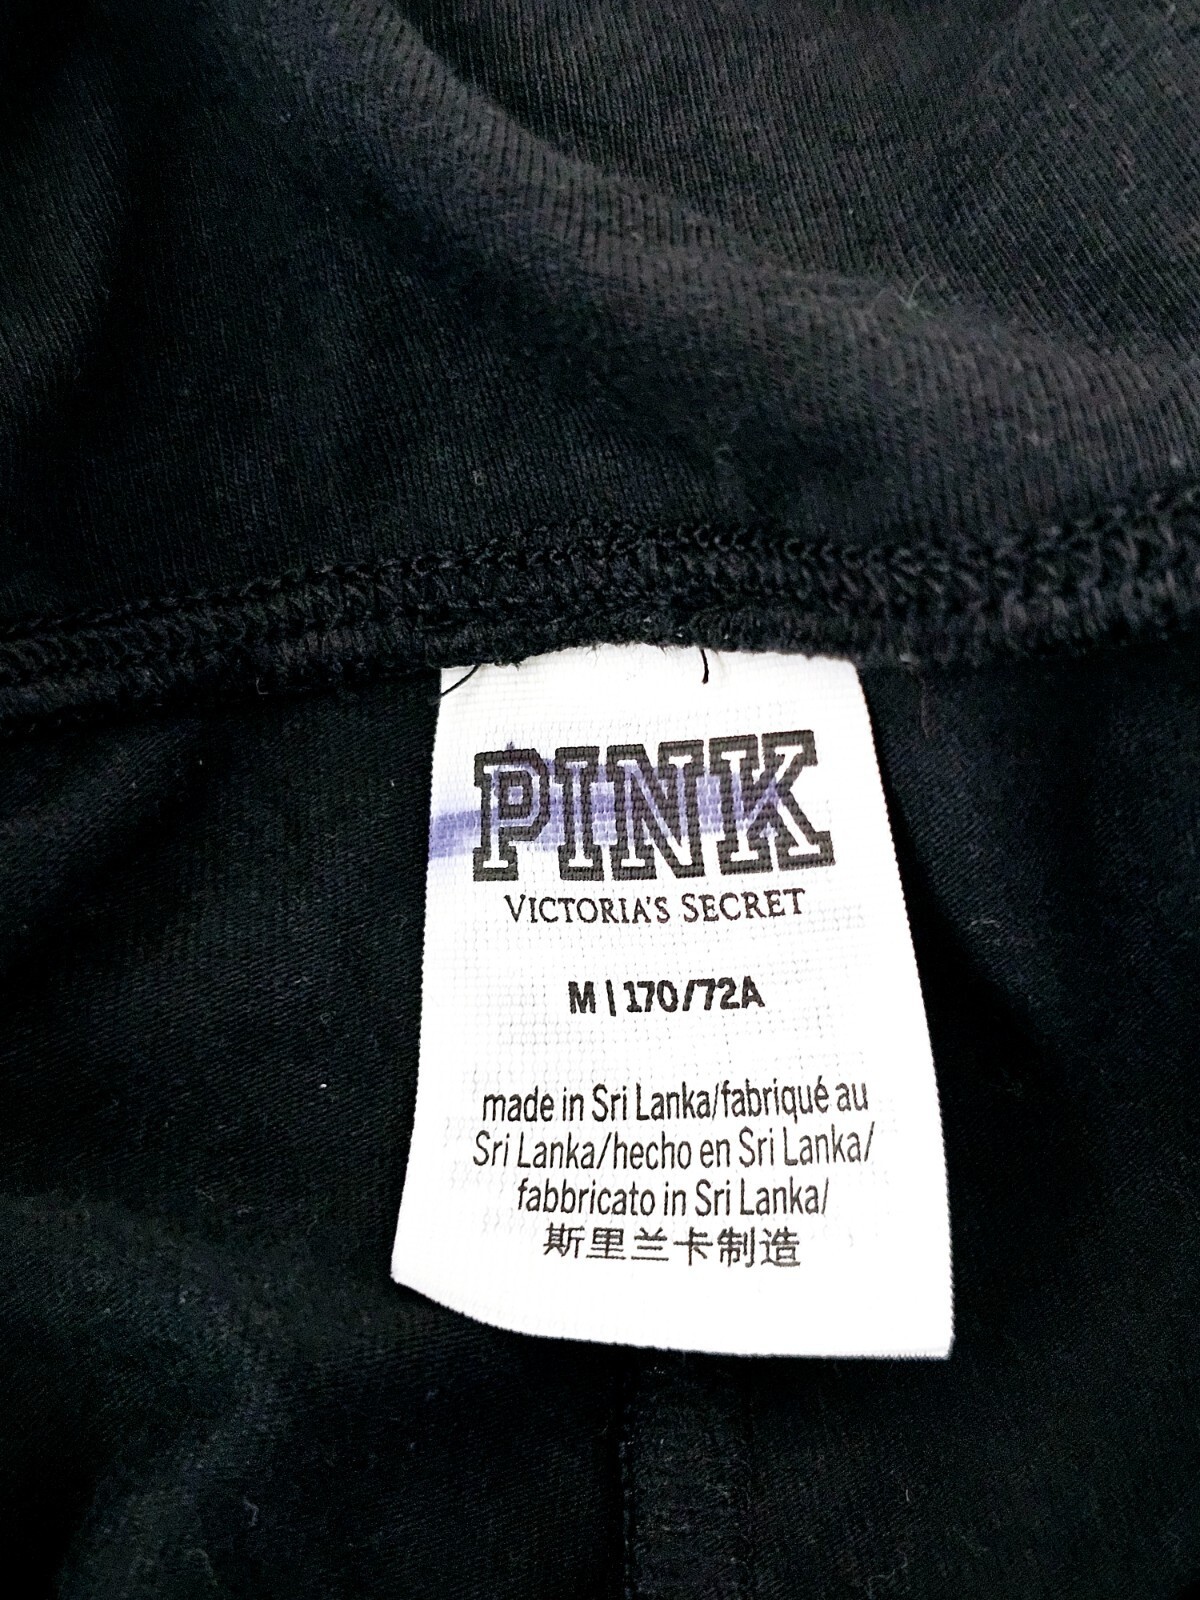 PINK
VICTORIA'S SECRET
M | 170/72A
made in Sri Lanka/fabriqué au
Sri Lanka/hecho en Sri Lanka/
fabbricato in Sri Lanka/
斯里兰卡制造